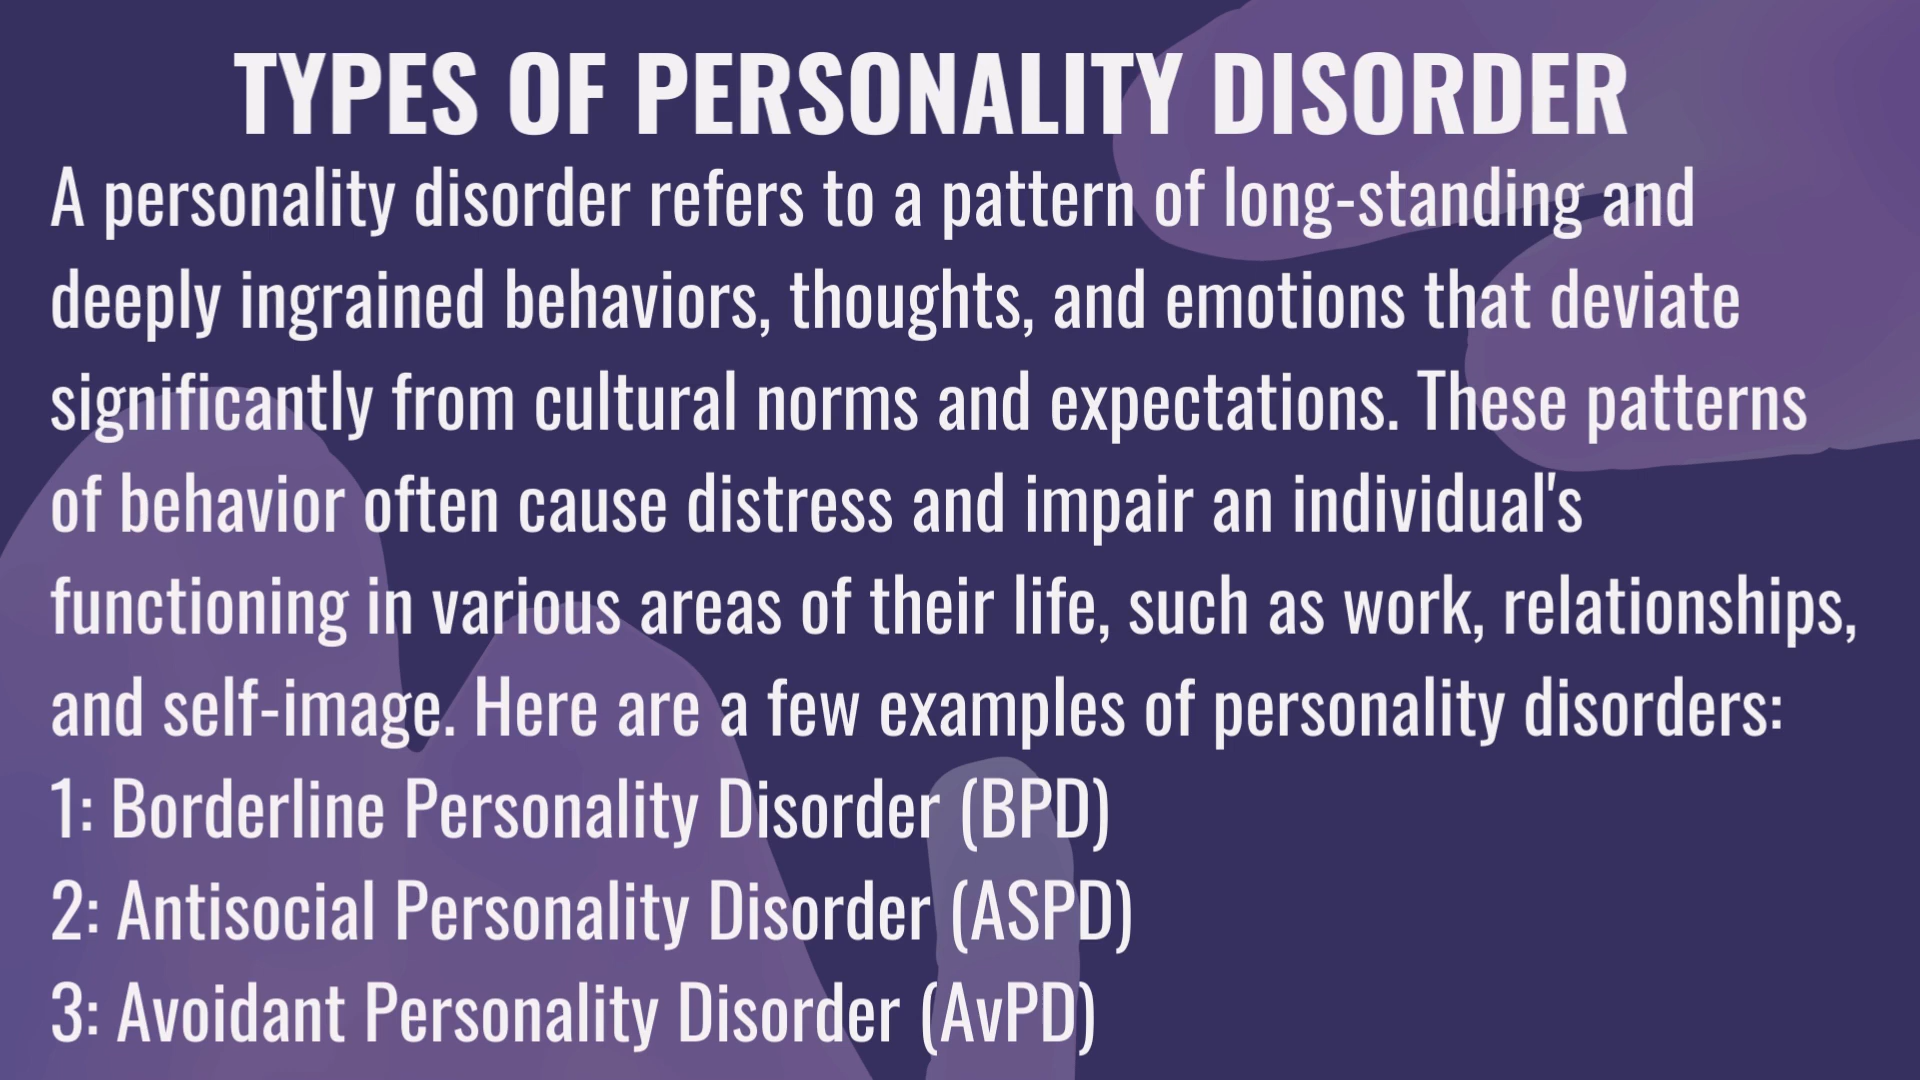 TYPES OF PERSONALITY DISORDER
A personality disorder refers to a pattern of long-standing and
deeply ingrained behaviors, thoughts, and emotions that deviate
significantly from cultural norms and expectations. These patterns
of behavior often cause distress and impair an individual's
functioning in various areas of their life, such as work, relationships,
and self-image. Here are a few examples of personality disorders:
1: Borderline Personality Disorder (BPD)
2: Antisocial Personality Disorder (ASPD)
3: Avoidant Personality Disorder (AvPD)